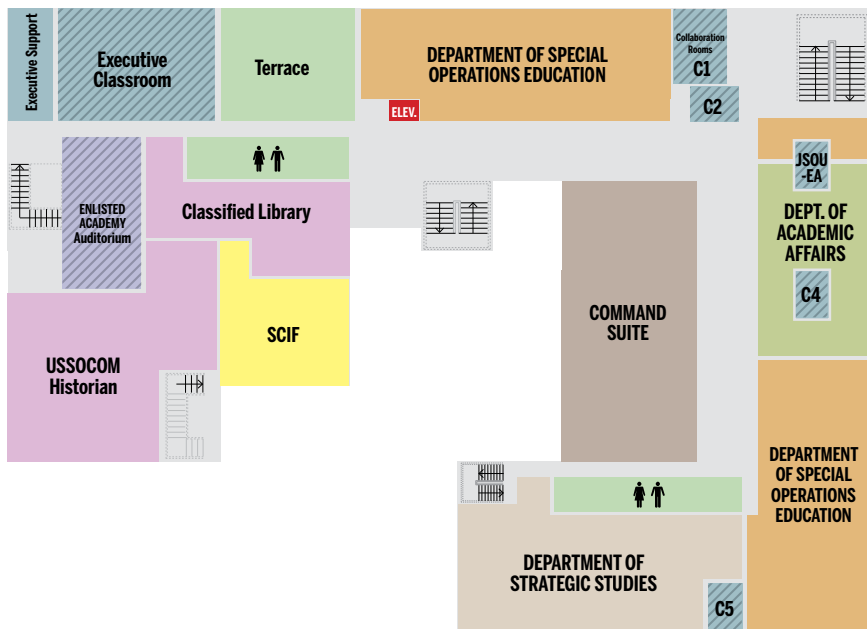 Executive Support
Executive
Classroom
Terrace
DEPARTMENT OF SPECIAL
OPERATIONS EDUCATION
Collaboration
Rooms
C1
ELEV.
C2
JSOU
-EA
ENLISTED
ACADEMY
Auditorium
Classified Library
DEPT. OF
ACADEMIC
AFFAIRS
C4
COMMAND
SUITE
SCIF
USSOCOM
Historian
DEPARTMENT
OF SPECIAL
OPERATIONS
EDUCATION
DEPARTMENT OF
STRATEGIC STUDIES
C5